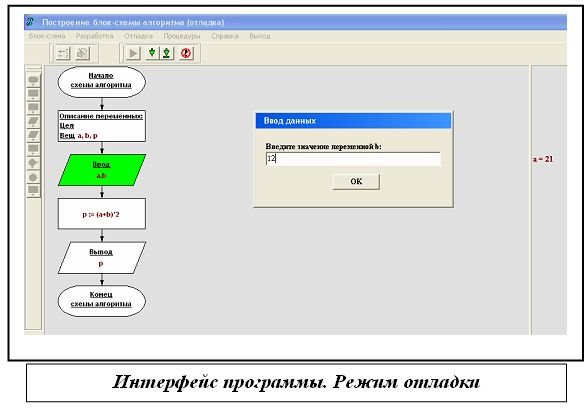 Построение блок-схемы алгоритма (отладка)
Блок-схема Разработка Отладка Процедуры Справка Выход
Начало
схемы алгоритма
Описание переменных:
Цел
Вещ a, b, p
Ввод
a,b
p := (a+b)*2
Вывод
p
Конец
схемы алгоритма
Ввод данных
Введите значение переменной b:
12
OK
a = 21
Интерфейс программы. Режим отладки